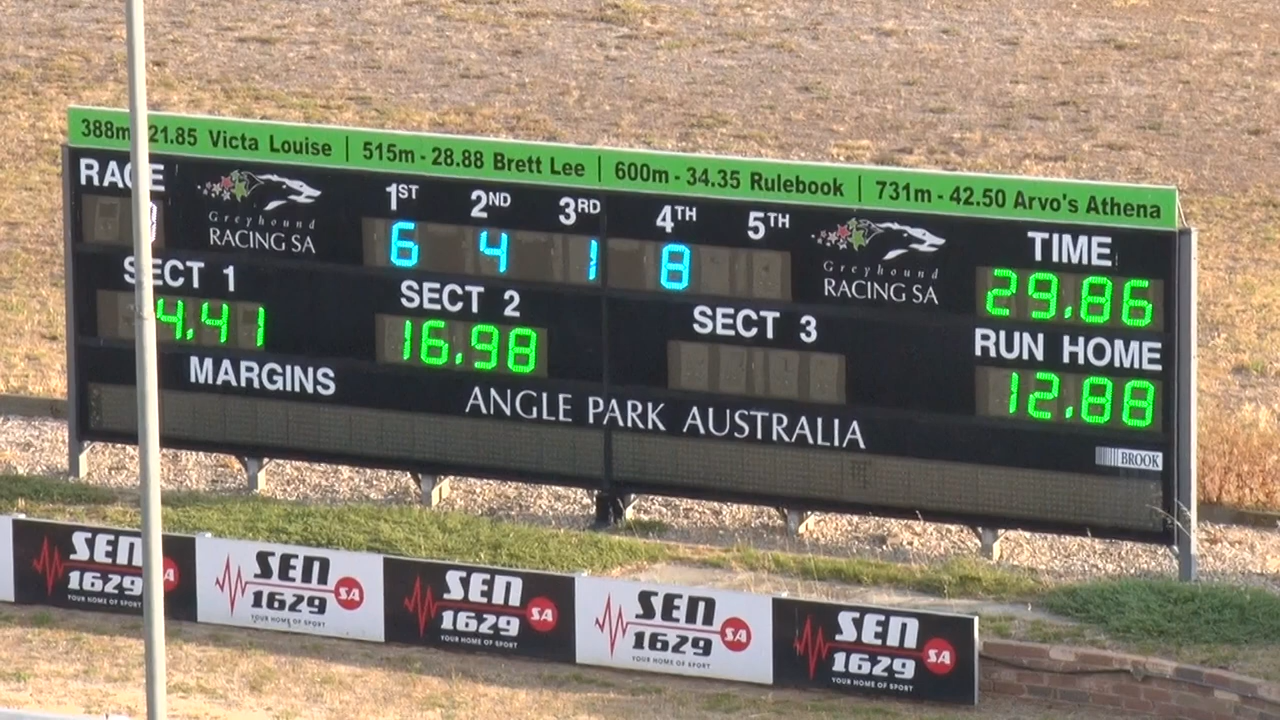 388m 21.85 Victa Louise | 515m - 28.88 Brett Lee | 600m - 34.35 Rulebook | 731m - 42.50 Arvo's Athena
RACE
Greyhound
RACING SA
1ST 2ND 3RD 4TH 5TH
6 4 1 8
Greyhound
RACING SA
TIME
29.86
SECT 1
4.41
SECT 2
16.98
SECT 3
RUN HOME
12.88
MARGINS
ANGLE PARK AUSTRALIA
BROOK
SEN
1629
YOUR HOME OF SPORT
SEN
1629 SA
YOUR HOME OF SPORT
SEN
1629 SA
YOUR HOME OF SPORT
SEN
1629 SA
YOUR HOME OF SPORT
SEN
1629 SA
YOUR HOME OF SPORT